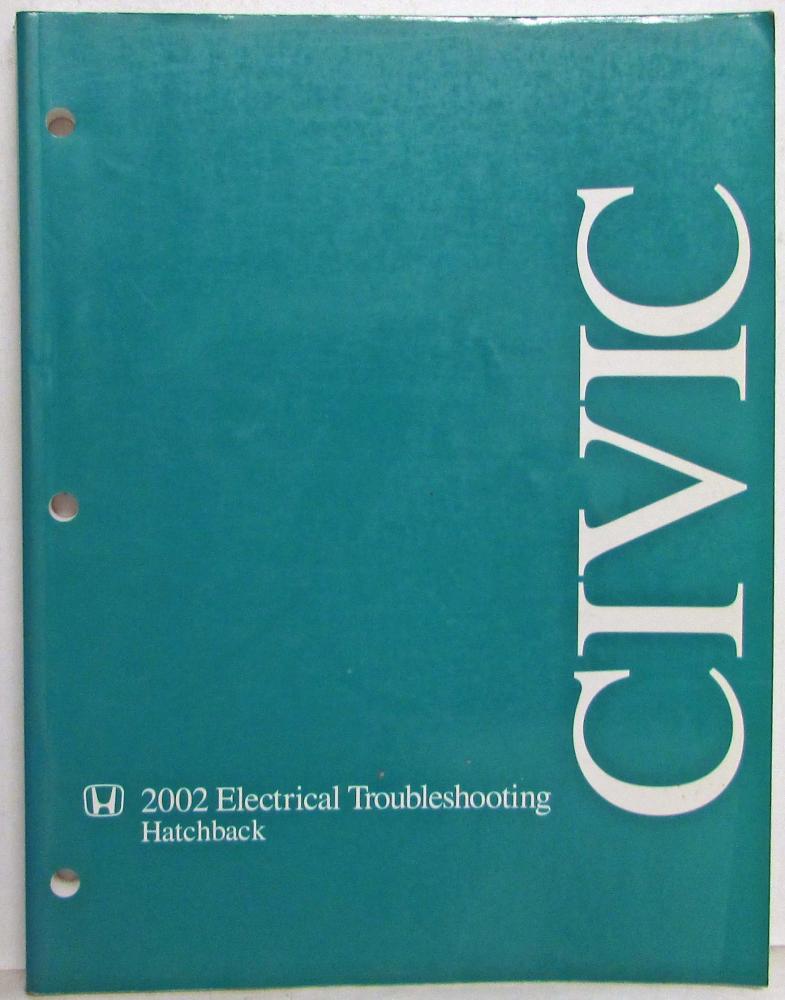 CIVIC
2002 Electrical Troubleshooting
Hatchback